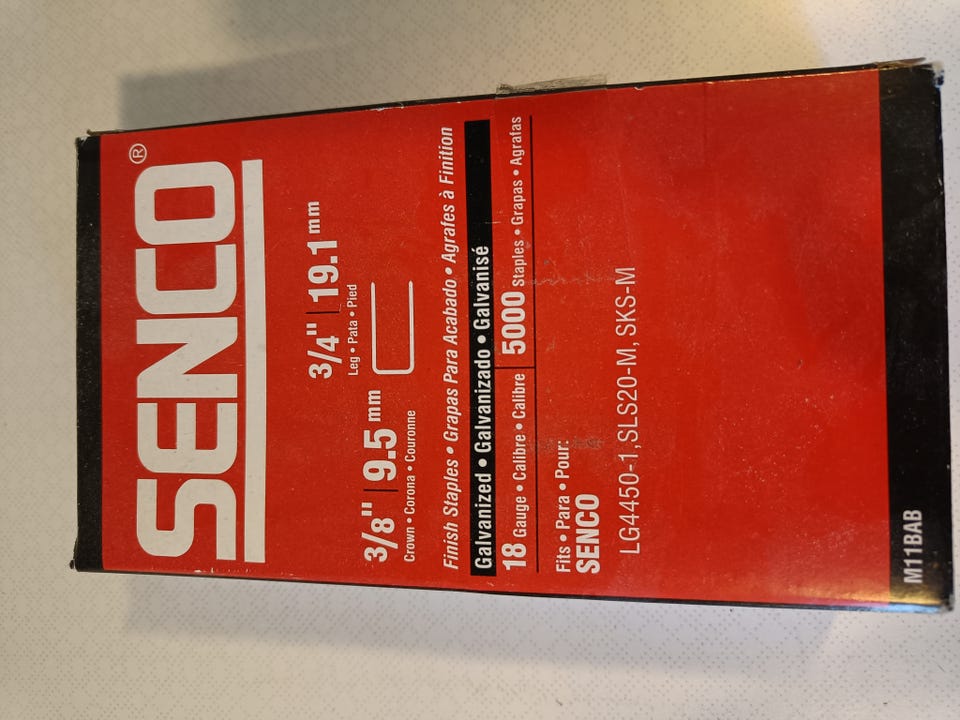 SENCO®
3/8" | 9.5 mm
Crown • Corona • Couronne
3/4" | 19.1 mm
Leg • Pata • Pied
Finish Staples • Grapas Para Acabado • Agrafes à Finition
Galvanized • Galvanizado • Galvanisé
18 Gauge • Calibre • Calibre | 5000 Staples • Grapas • Agrafas
Fits • Para • Pour:
SENCO
LG4450-1,SLS20-M,SKS-M
M11BAB